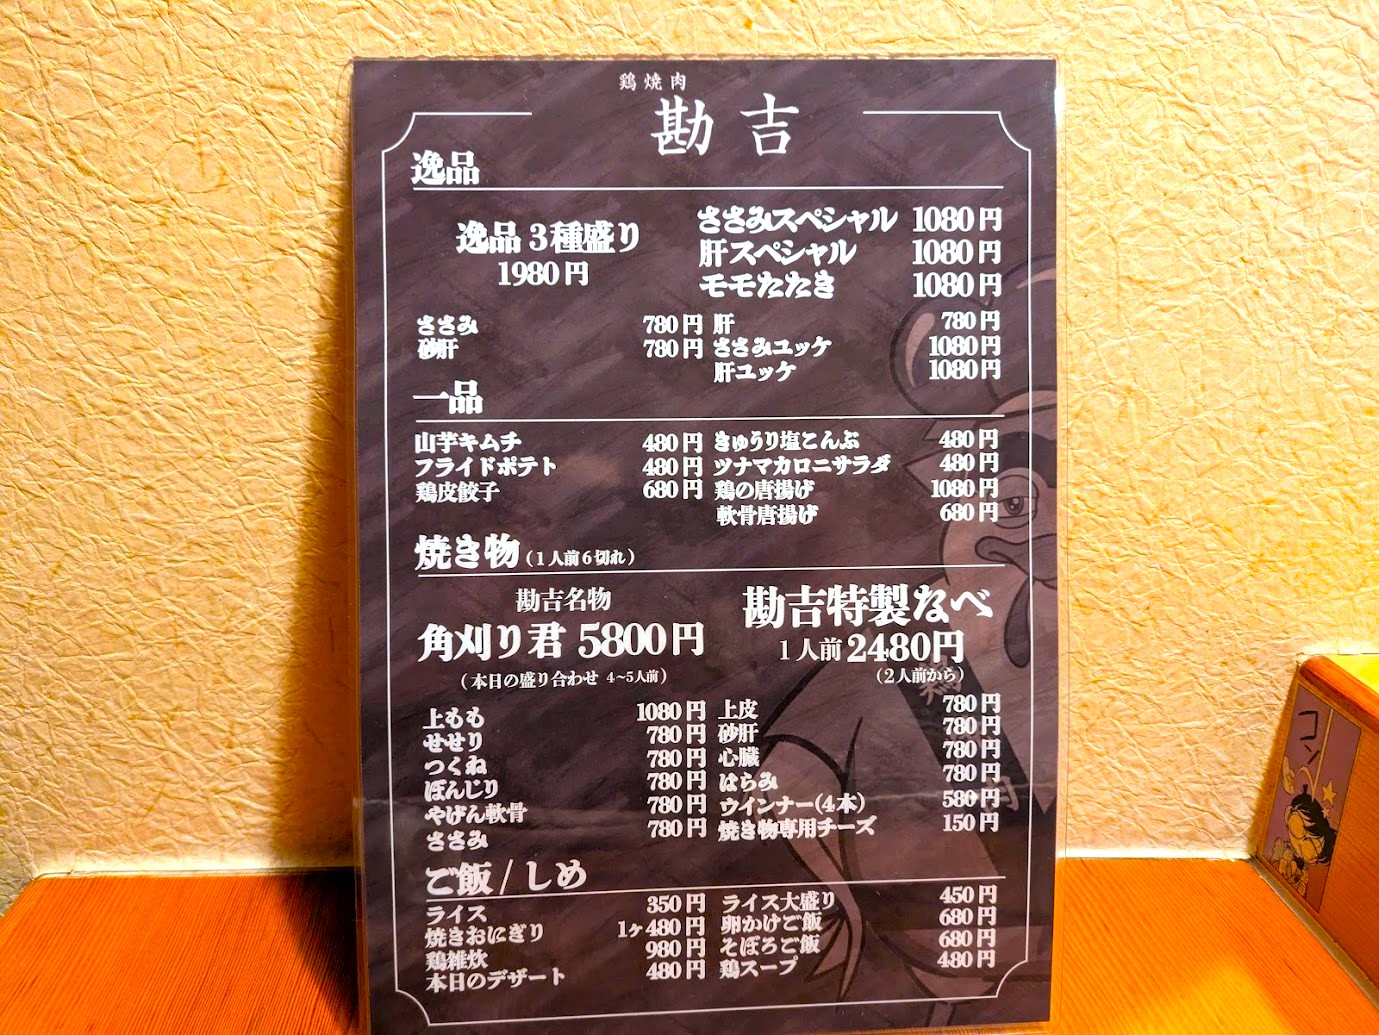 鶏焼肉
勘吉
逸品
逸品 3種盛り
1980円
ささみスペシャル 1080円
肝スペシャル 1080円
モモたたき 1080円
ささみ 780円 肝 780円
砂肝 780円 ささみユッケ 1080円
肝ユッケ 1080円
一品
山芋キムチ 480円 きゅうり塩こんぶ 480円
フライドポテト 480円 ツナマカロニサラダ 480円
鶏皮餃子 680円 鶏の唐揚げ 1080円
軟骨唐揚げ 680円
焼き物(1人前6切れ)
勘吉名物
角刈り君 5800円
(本日の盛り合わせ 4~5人前)
勘吉特製なべ
1人前2480円
(2人前から)
上もも 1080円 上皮 780円
せせり 780円 砂肝 780円
つくね 780円 心臓 780円
ぼんじり 780円 はらみ 780円
やげん軟骨 780円 ウインナー(4本) 580円
ささみ 780円 焼き物専用チーズ 150円
ご飯/しめ
ライス 350円 ライス大盛り 450円
焼きおにぎり 1ヶ480円 卵かけご飯 680円
鶏雑炊 980円 そぼろご飯 680円
本日のデザート 480円 鶏スープ 480円
鶏
肉
コン